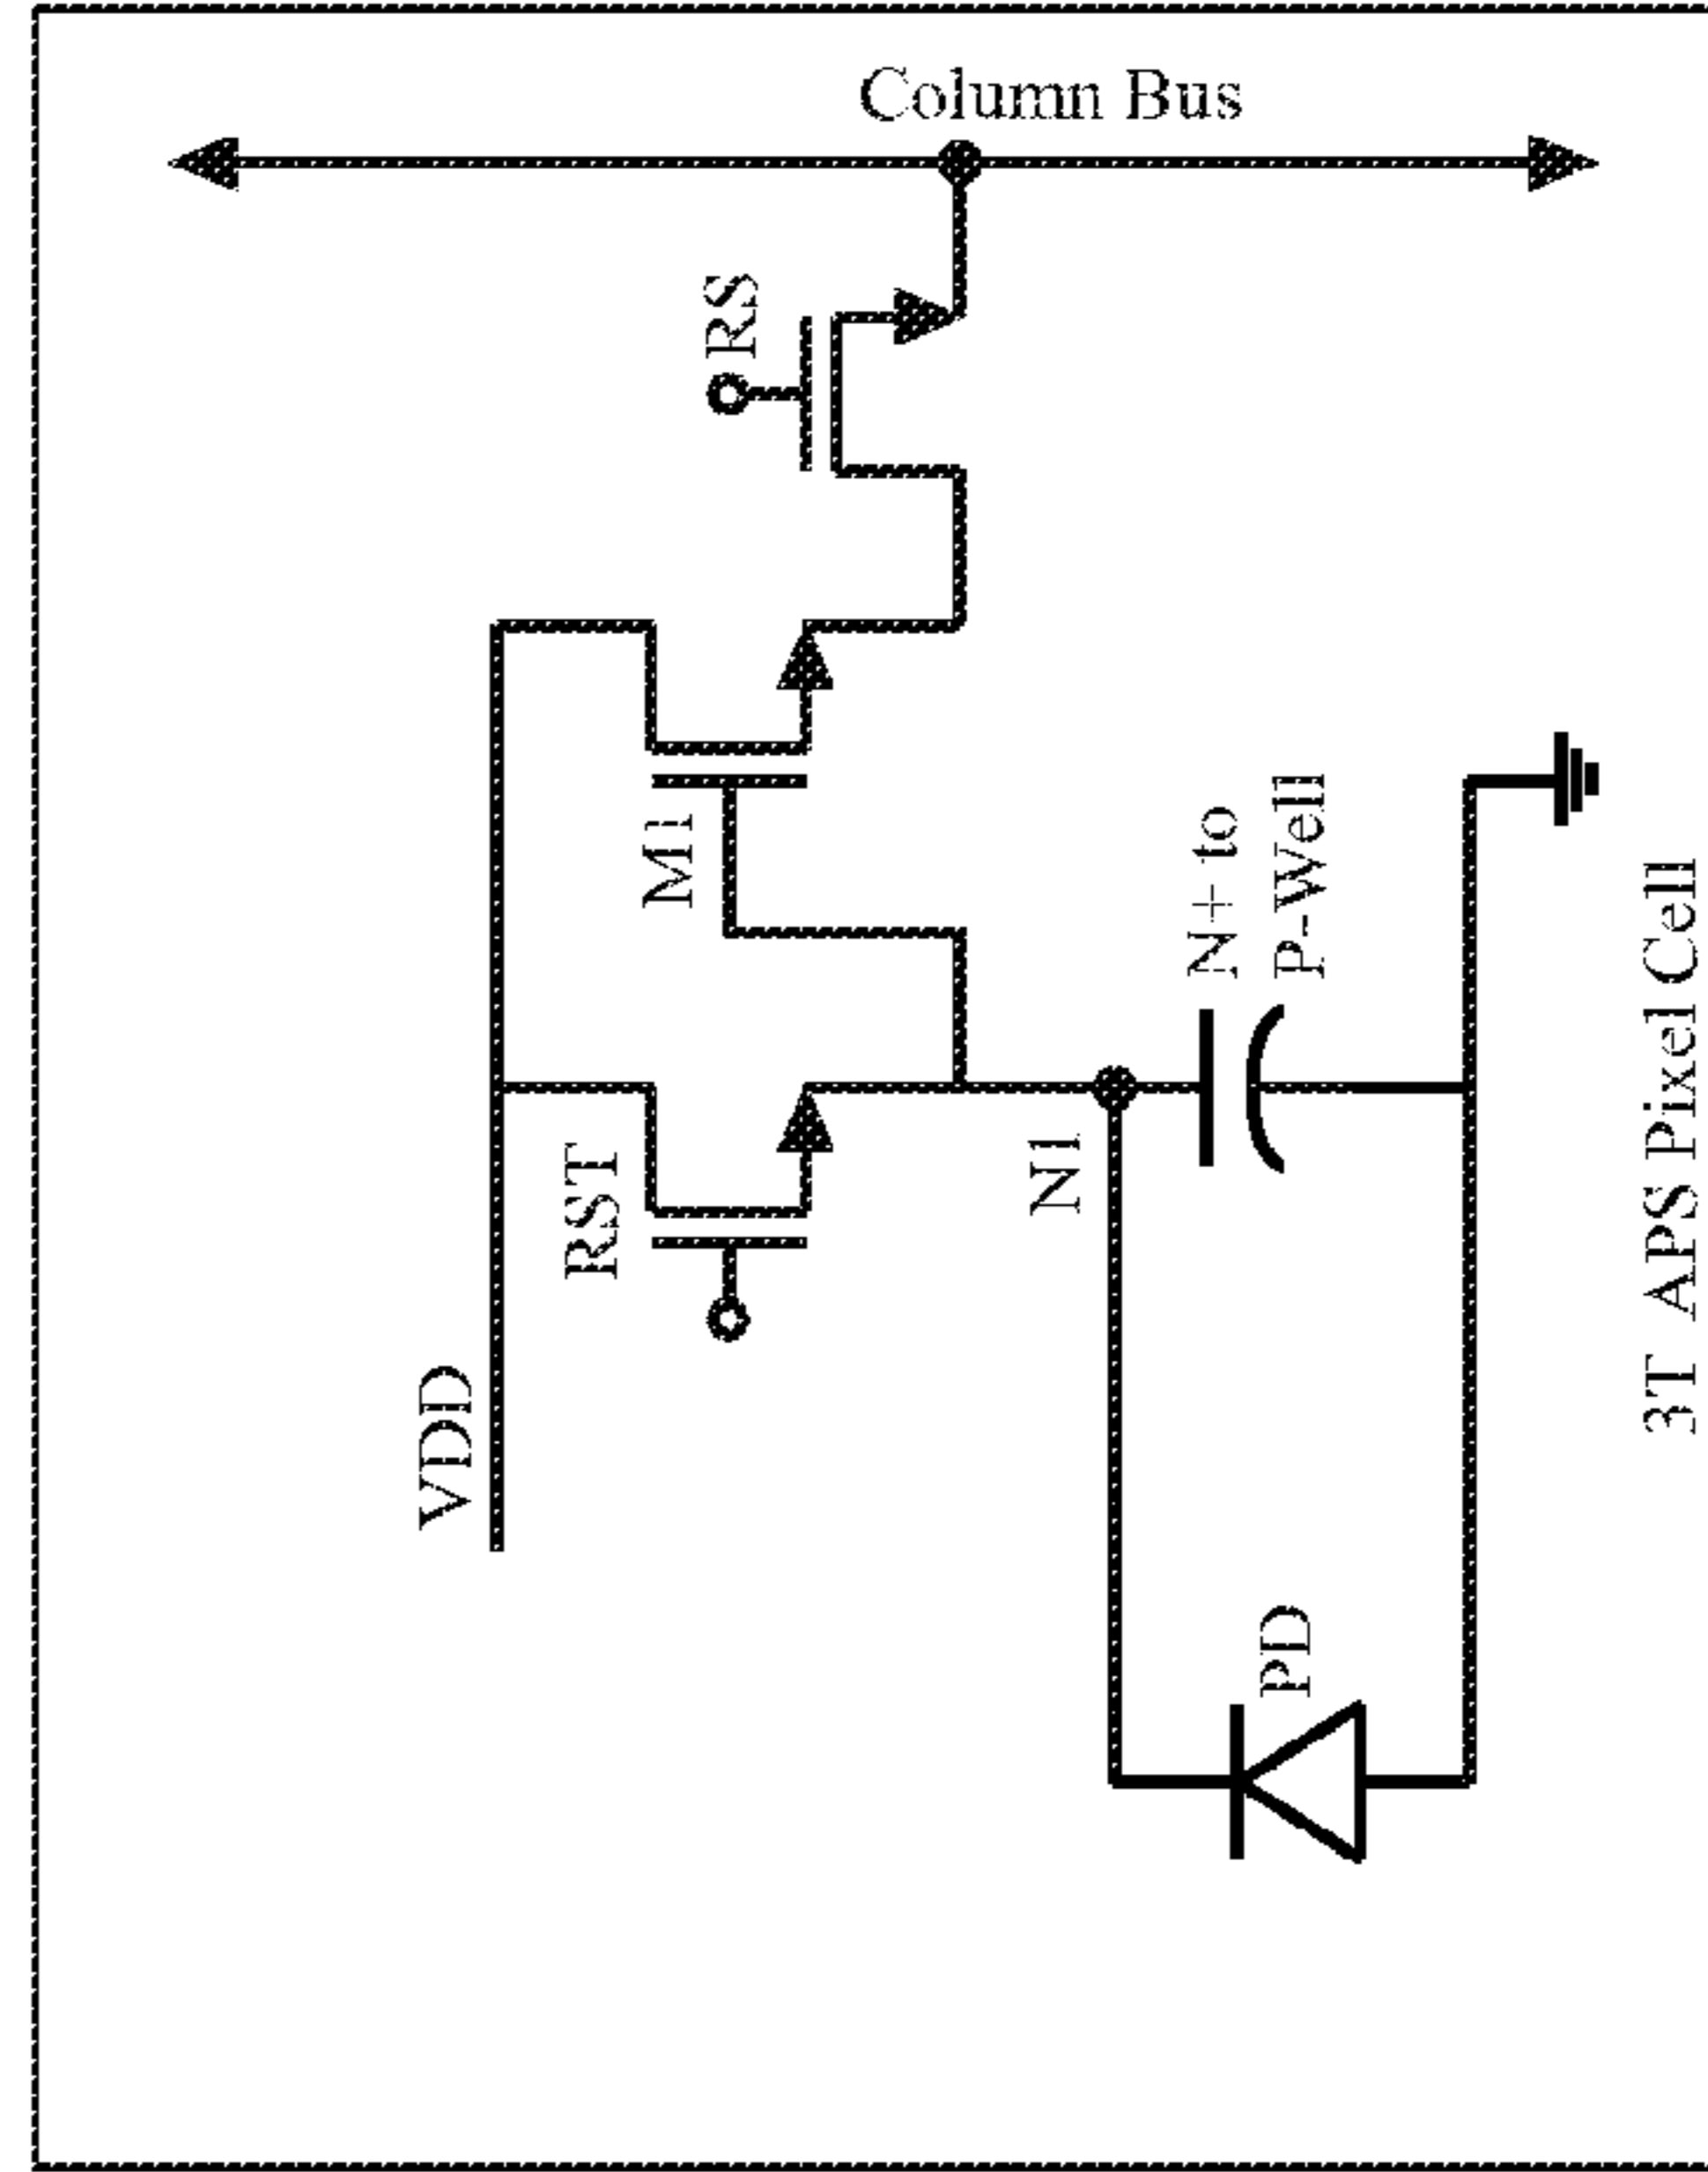 Column Bus
RS
VDD
RST
M1
N1
N+ to
P-Well
PD
3T APS Pixel Cell